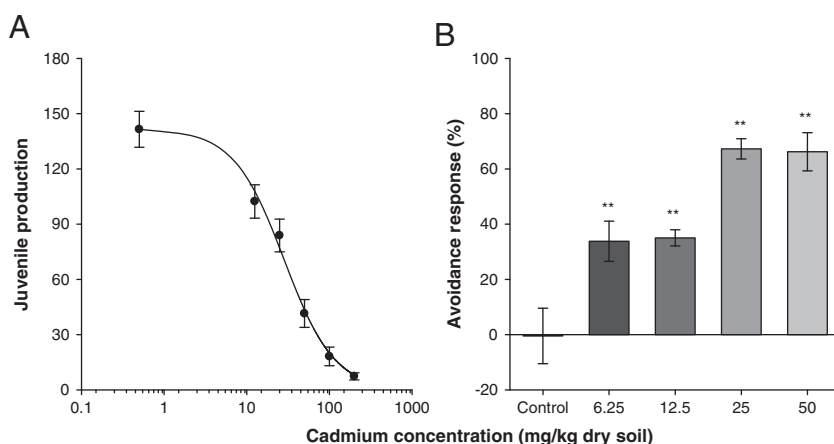 A
180
150
120
90
60
30
0
Juvenile production
0.1 1 10 100 1000
B
100
80
60
40
20
0
-20
Avoidance response (%)
** ** ** **
Control 6.25 12.5 25 50
Cadmium concentration (mg/kg dry soil)